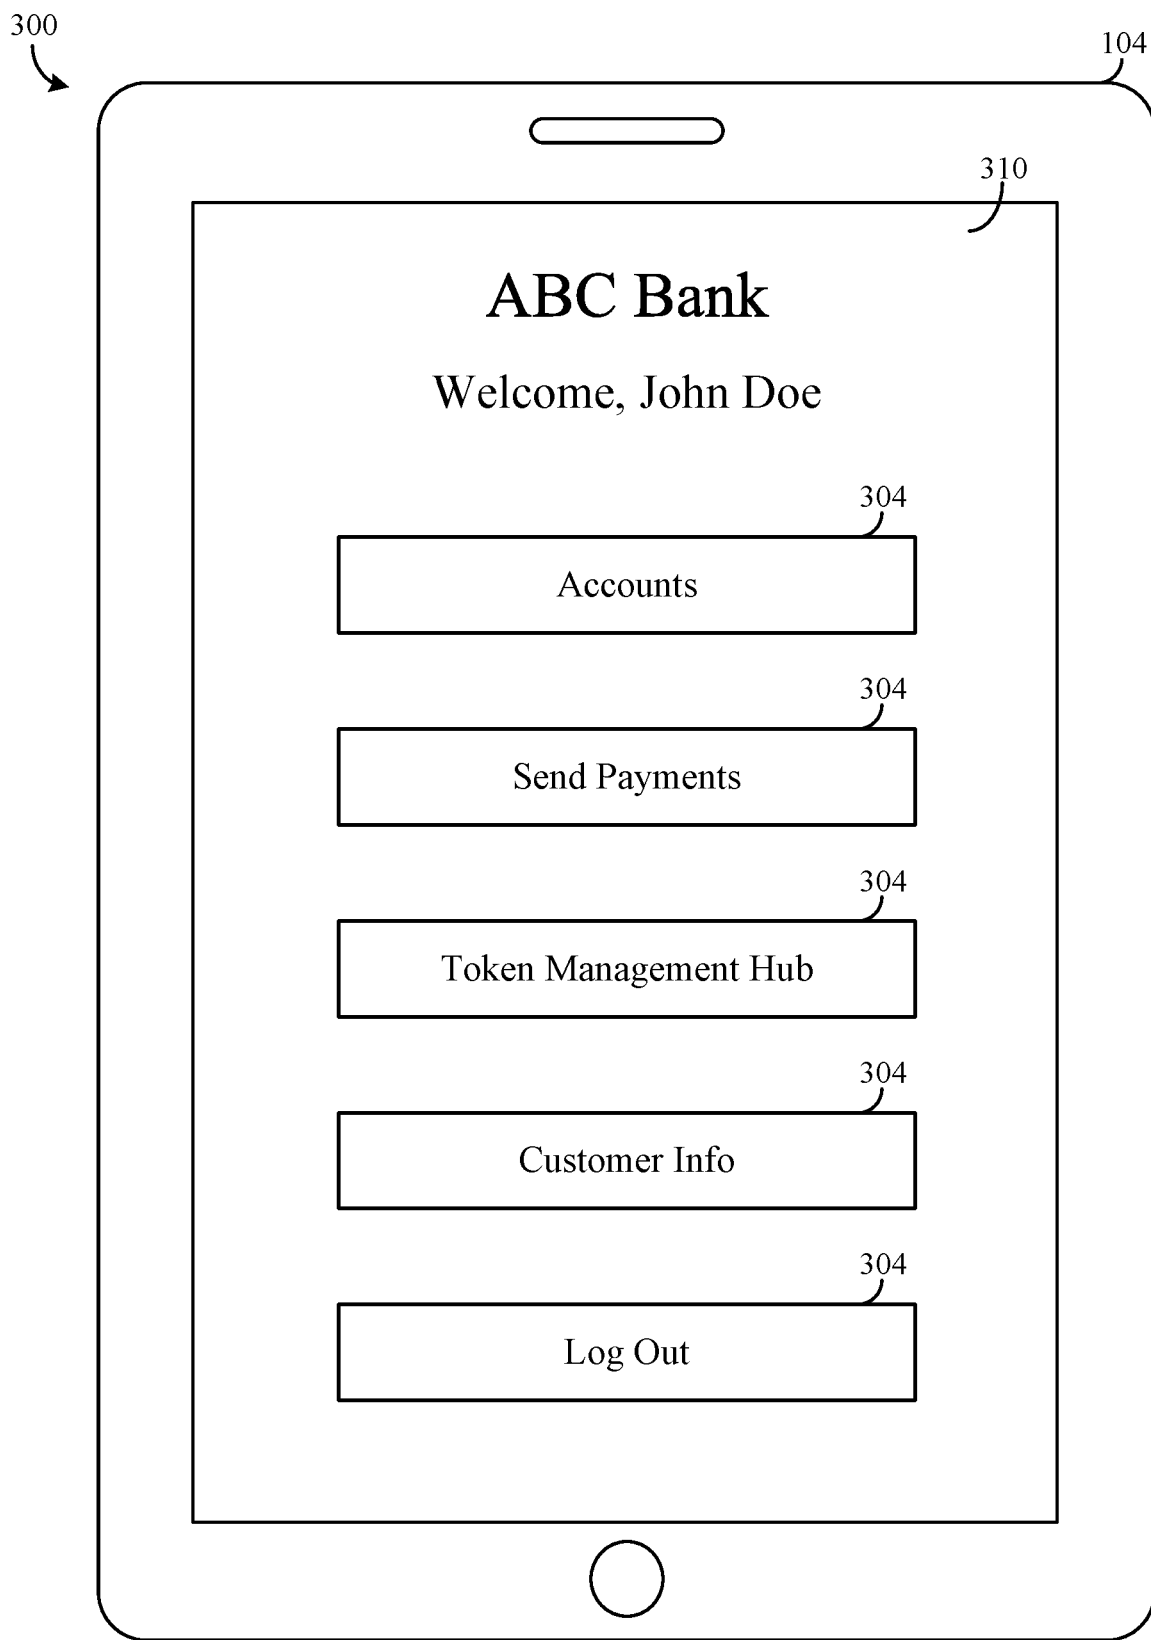 300
104
310
ABC Bank
Welcome, John Doe
304
Accounts
304
Send Payments
304
Token Management Hub
304
Customer Info
304
Log Out